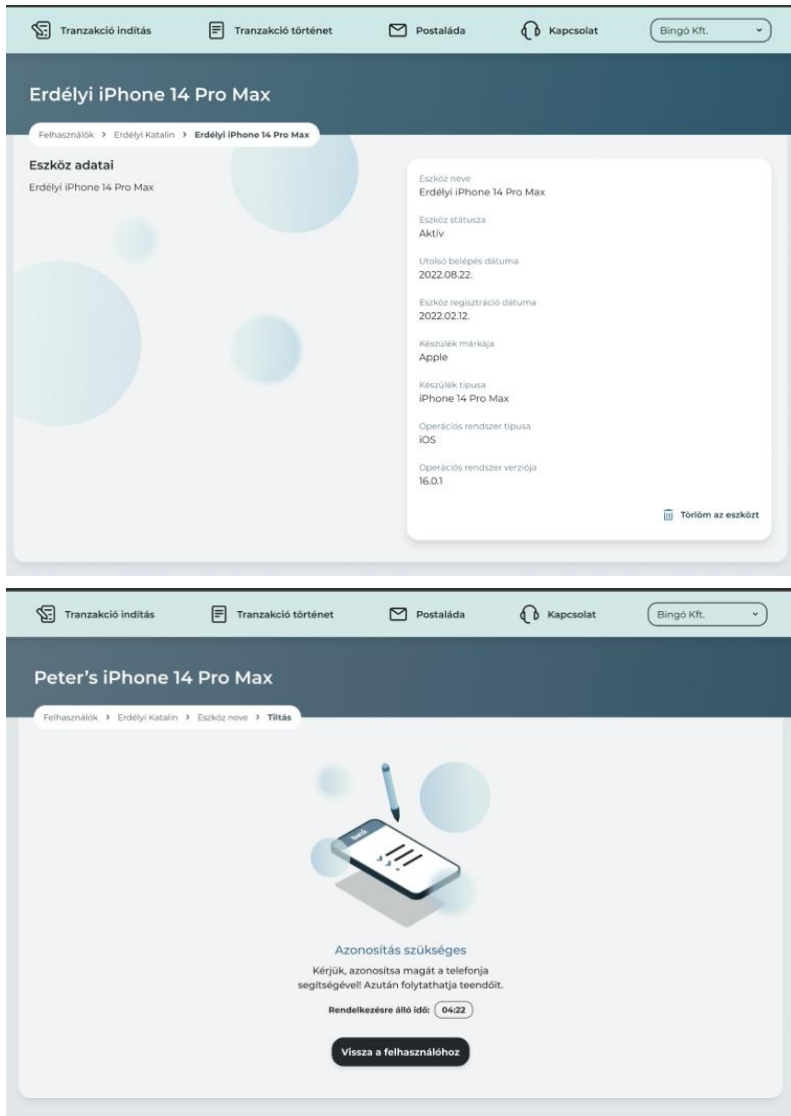 Tranzakció indítás
Tranzakció történet
Postaláda
Kapcsolat
Bingó Kft.
Erdélyi iPhone 14 Pro Max
Felhasználók > Erdélyi Katalin > Erdélyi iPhone 14 Pro Max
Eszköz adatai
Erdélyi iPhone 14 Pro Max
Eszköz neve
Erdélyi iPhone 14 Pro Max
Eszköz státusza
Aktív
Utolsó belépés dátuma
2022.08.22.
Eszköz regisztráció dátuma
2022.02.12.
Készülék márkája
Apple
Készülék típusa
iPhone 14 Pro Max
Operációs rendszer típusa
iOS
Operációs rendszer verziója
16.0.1
Törlöm az eszközt
Tranzakció indítás
Tranzakció történet
Postaláda
Kapcsolat
Bingó Kft.
Peter’s iPhone 14 Pro Max
Felhasználók > Erdélyi Katalin > Eszköz neve > Tiltás
bank
Azonosítás szükséges
Kérjük, azonosítsa magát a telefonja
segítségével! Azután folytathatja teendőit.
Rendelkezésre álló idő: 04:22
Vissza a felhasználóhoz